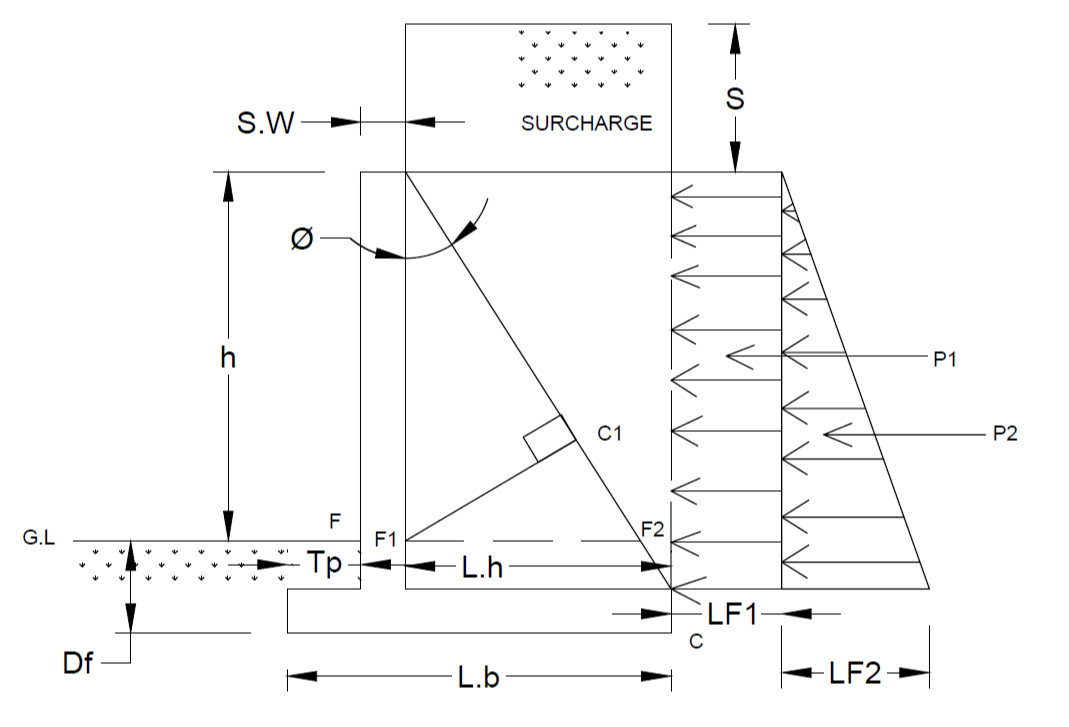 S
S.W
SURCHARGE
Ø
h
P1
C1
P2
F
F2
G.L
F1
Tp
L.h
LF1
C
Df
L.b
LF2